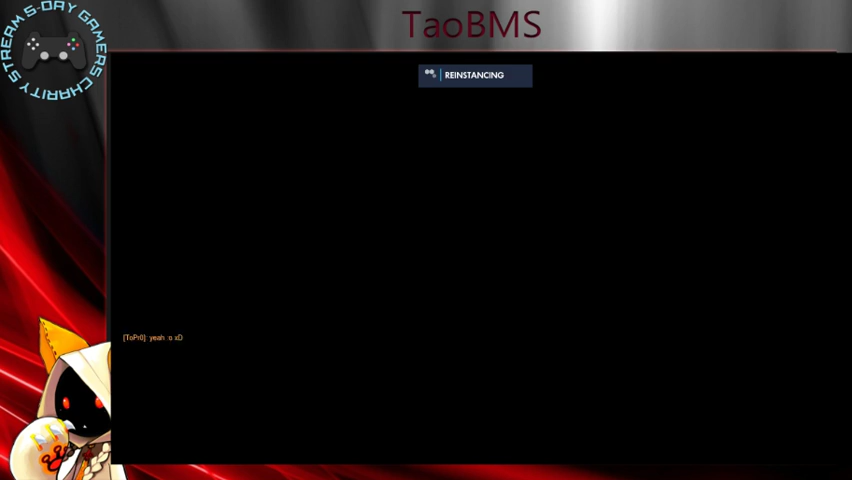 TaoBMS
STREAM 5-DAY GAMERS CHARITY
REINSTANCING
[ToPr0] yeah :o xD